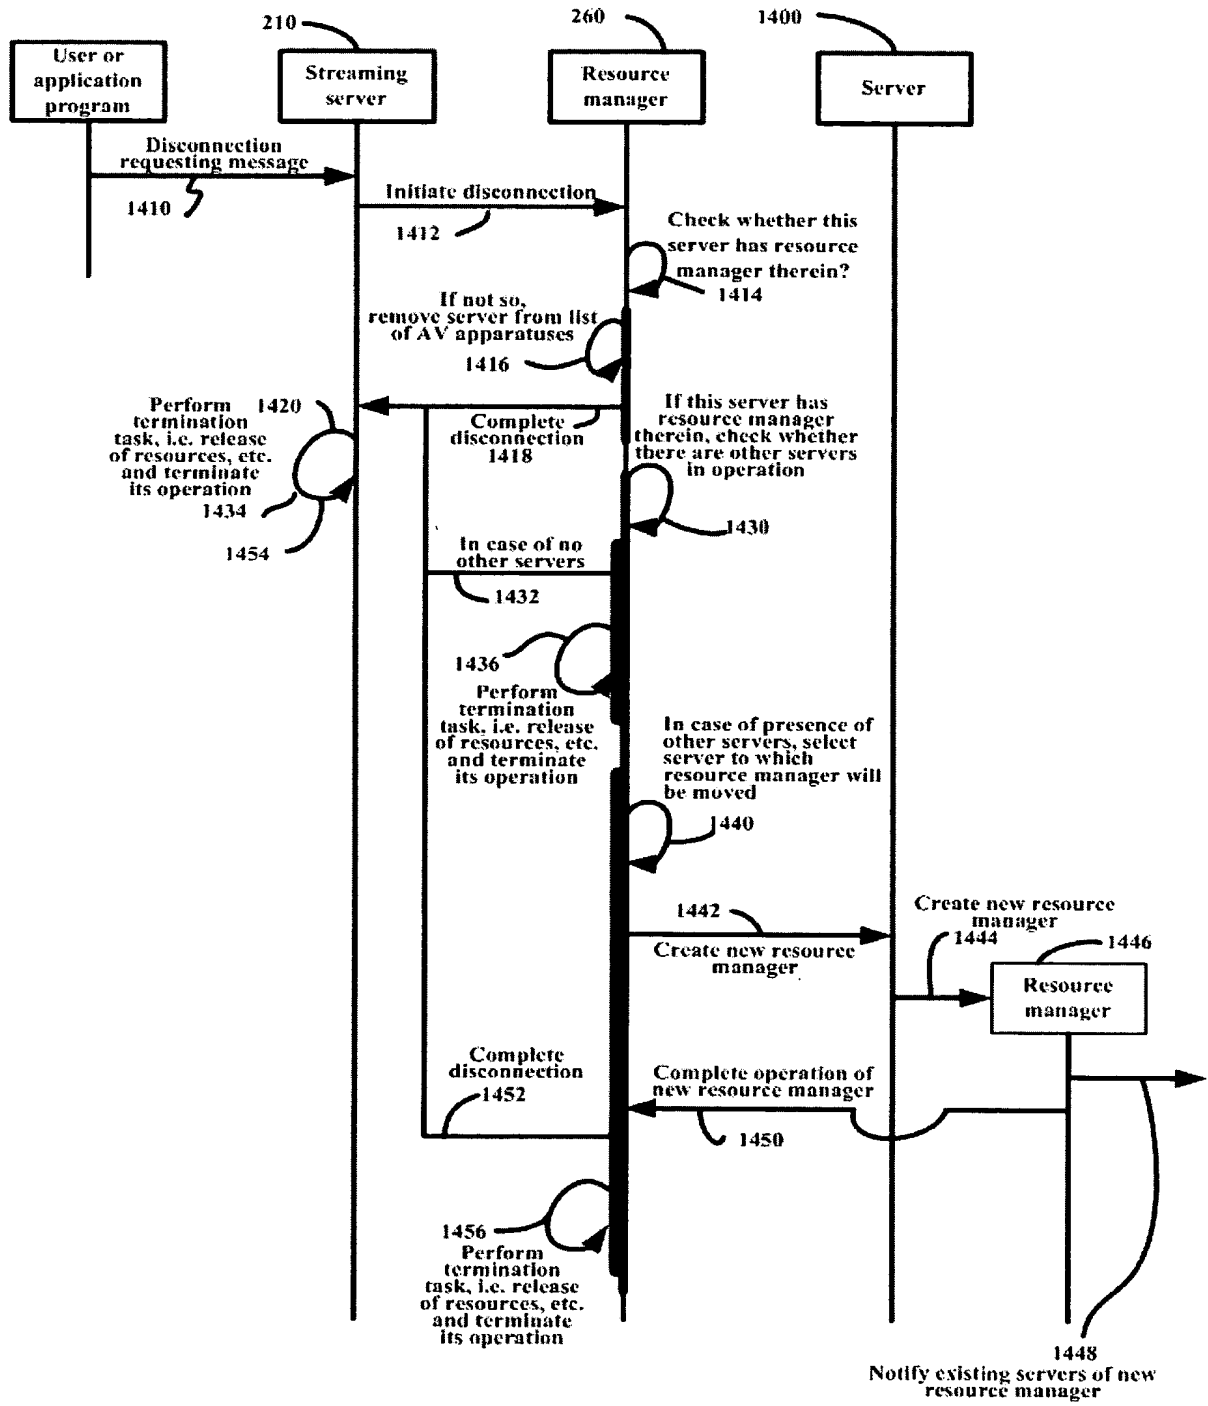 210
260
1400
User or
application
program
Streaming
server
Resource
manager
Server
Disconnection
requesting message
1410
Initiate disconnection
1412
Check whether this
server has resource
manager therein?
1414
If not so,
remove server from list
of AV apparatuses
1416
Perform
termination
task, i.e. release
of resources, etc.
and terminate
its operation
1420
1434
1454
Complete
disconnection
1418
If this server has
resource manager
therein, check whether
there are other servers
in operation
1430
In case of no
other servers
1432
1436
Perform
termination
task, i.e. release
of resources, etc.
and terminate
its operation
In case of presence of
other servers, select
server to which
resource manager will
be moved
1440
1442
Create new resource
manager
Create new resource
manager
1444
1446
Resource
manager
Complete
disconnection
1452
Complete operation of
new resource manager
1450
1456
Perform
termination
task, i.e. release
of resources, etc.
and terminate
its operation
1448
Notify existing servers of new
resource manager